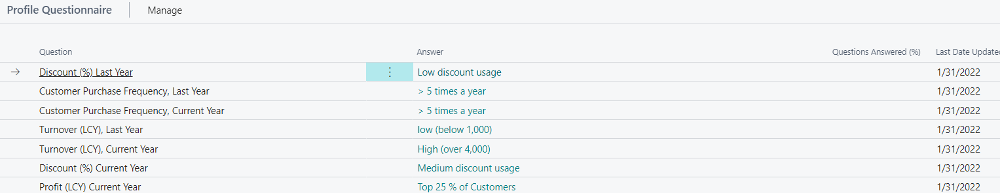 Profile Questionnaire Manage
Question Answer Questions Answered (%) Last Date Update
Discount (%) Last Year Low discount usage 1/31/2022
Customer Purchase Frequency, Last Year > 5 times a year 1/31/2022
Customer Purchase Frequency, Current Year > 5 times a year 1/31/2022
Turnover (LCY), Last Year low (below 1,000) 1/31/2022
Turnover (LCY), Current Year High (over 4,000) 1/31/2022
Discount (%) Current Year Medium discount usage 1/31/2022
Profit (LCY) Current Year Top 25 % of Customers 1/31/2022